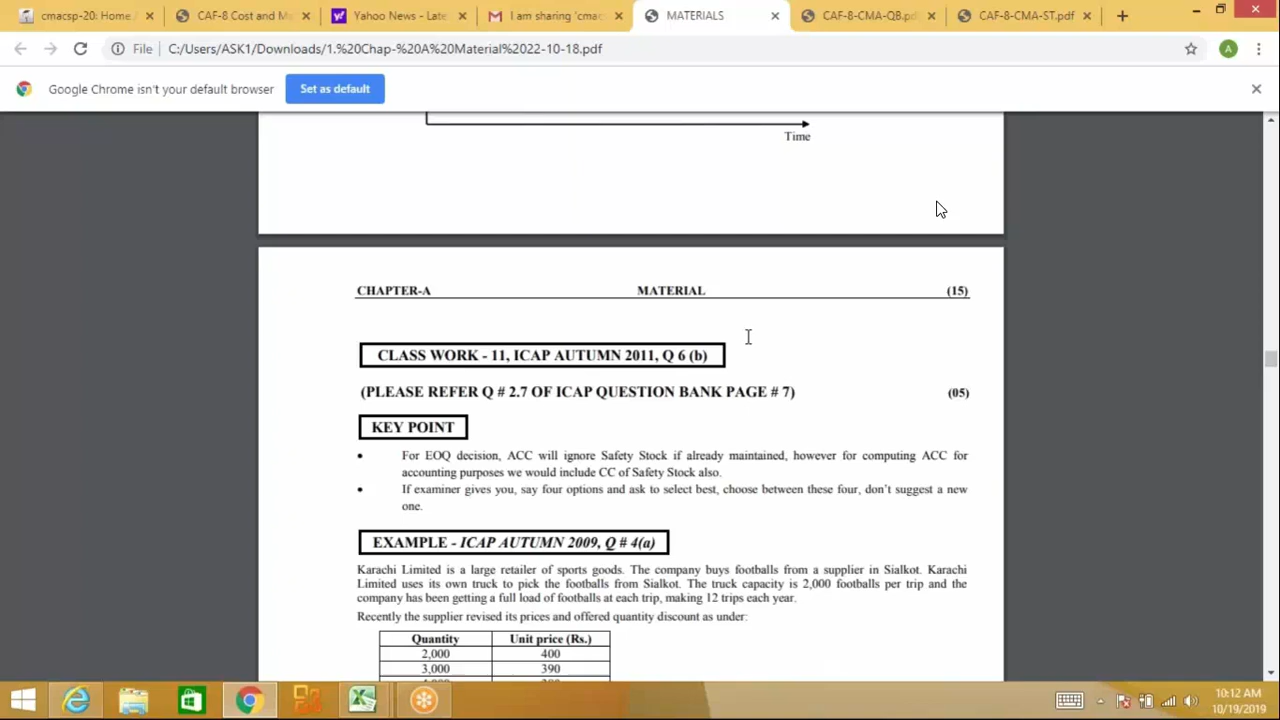 cmacsp-20: Home
CAF-8 Cost and M
Yahoo News - Late
I am sharing 'cmac
MATERIALS
CAF-8-CMA-QB.pd
CAF-8-CMA-ST.pdf
File
C:/Users/ASK1/Downloads/1.%20Chap-%20A%20Material%2022-10-18.pdf
A
Google Chrome isn't your default browser
Set as default
Time
CHAPTER-A MATERIAL (15)
CLASS WORK - 11, ICAP AUTUMN 2011, Q 6 (b)
(PLEASE REFER Q # 2.7 OF ICAP QUESTION BANK PAGE # 7) (05)
KEY POINT
• For EOQ decision, ACC will ignore Safety Stock if already maintained, however for computing ACC for
accounting purposes we would include CC of Safety Stock also.
• If examiner gives you, say four options and ask to select best, choose between these four, don't suggest a new
one.
EXAMPLE - ICAP AUTUMN 2009, Q # 4(a)
Karachi Limited is a large retailer of sports goods. The company buys footballs from a supplier in Sialkot. Karachi
Limited uses its own truck to pick the footballs from Sialkot. The truck capacity is 2,000 footballs per trip and the
company has been getting a full load of footballs at each trip, making 12 trips each year.
Recently the supplier revised its prices and offered quantity discount as under:
Quantity Unit price (Rs.)
2,000 400
3,000 390
10:12 AM
10/19/2019